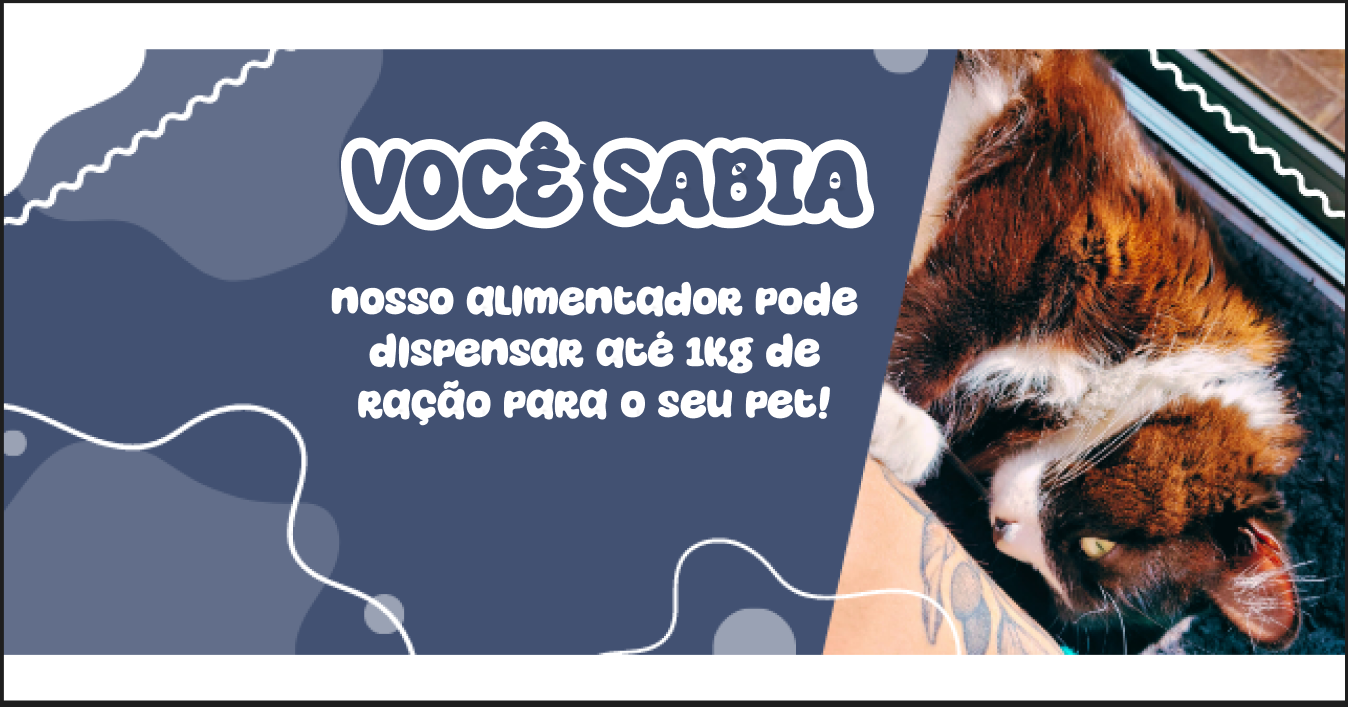 VOCÊ SABIA
nosso alimentador pode
dispensar até 1kg de
ração para o seu pet!